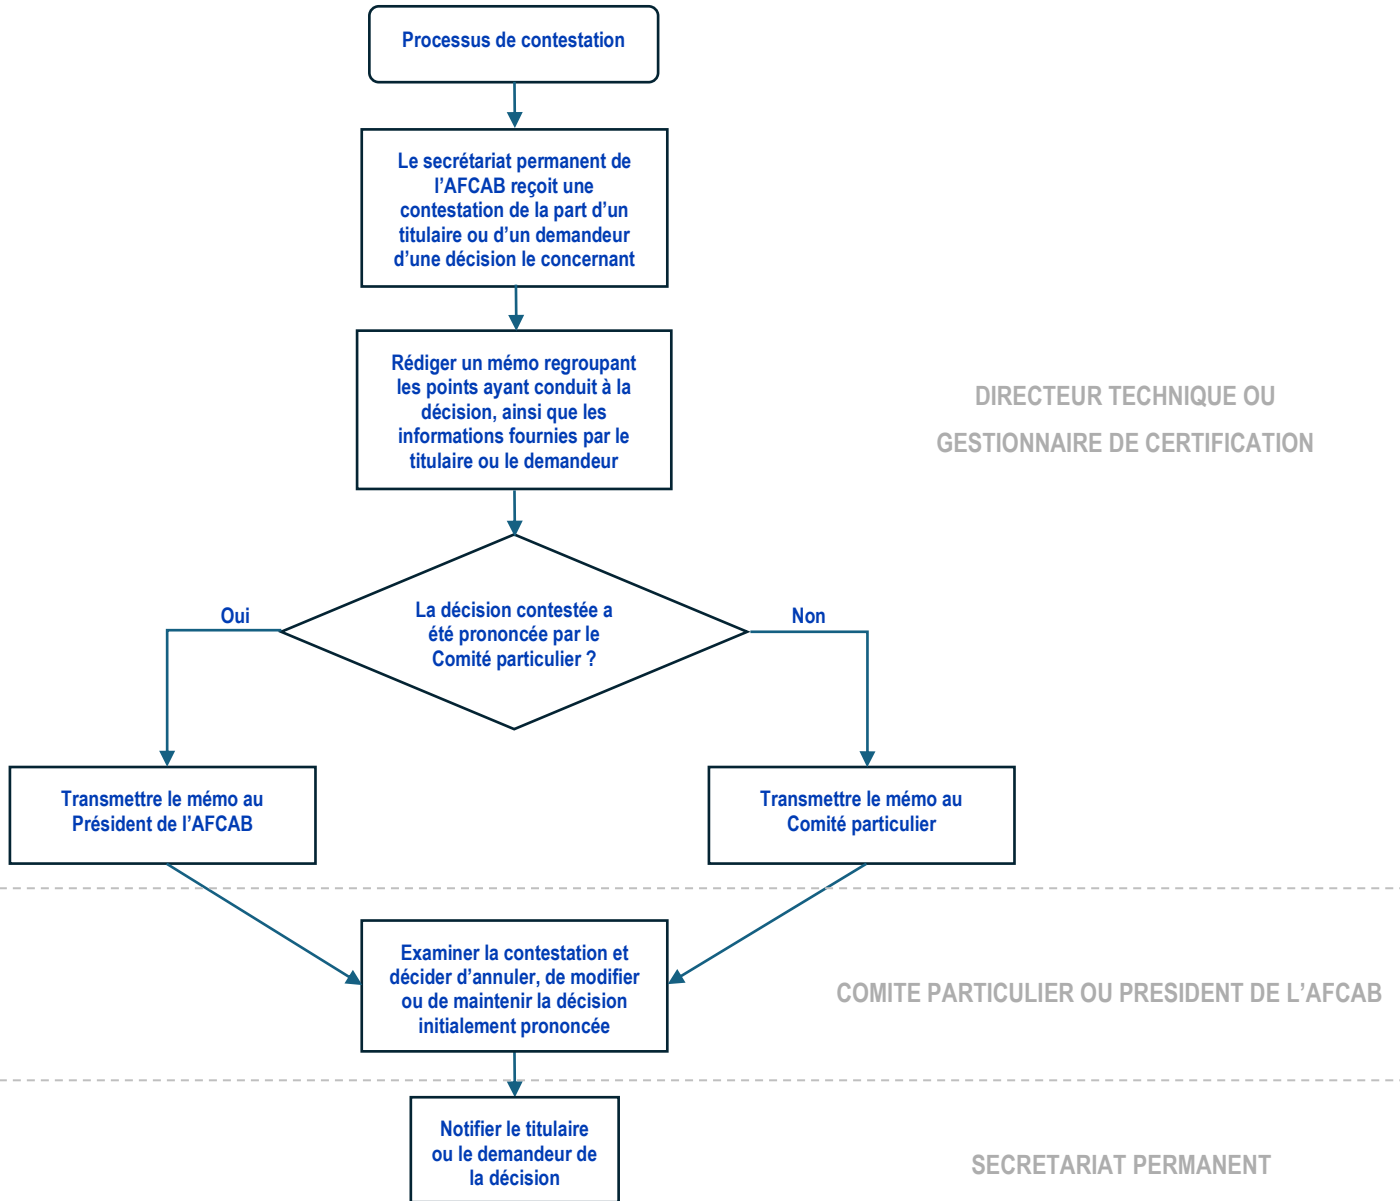 Processus de contestation
Le secrétariat permanent de
l’AFCAB reçoit une
contestation de la part d’un
titulaire ou d’un demandeur
d’une décision le concernant
Rédiger un mémo regroupant
les points ayant conduit à la
décision, ainsi que les
informations fournies par le
titulaire ou le demandeur
DIRECTEUR TECHNIQUE OU
GESTIONNAIRE DE CERTIFICATION
Oui
La décision contestée a
été prononcée par le
Comité particulier ?
Non
Transmettre le mémo au
Président de l’AFCAB
Transmettre le mémo au
Comité particulier
Examiner la contestation et
décider d’annuler, de modifier
ou de maintenir la décision
initialement prononcée
COMITE PARTICULIER OU PRESIDENT DE L’AFCAB
Notifier le titulaire
ou le demandeur de
la décision
SECRETARIAT PERMANENT